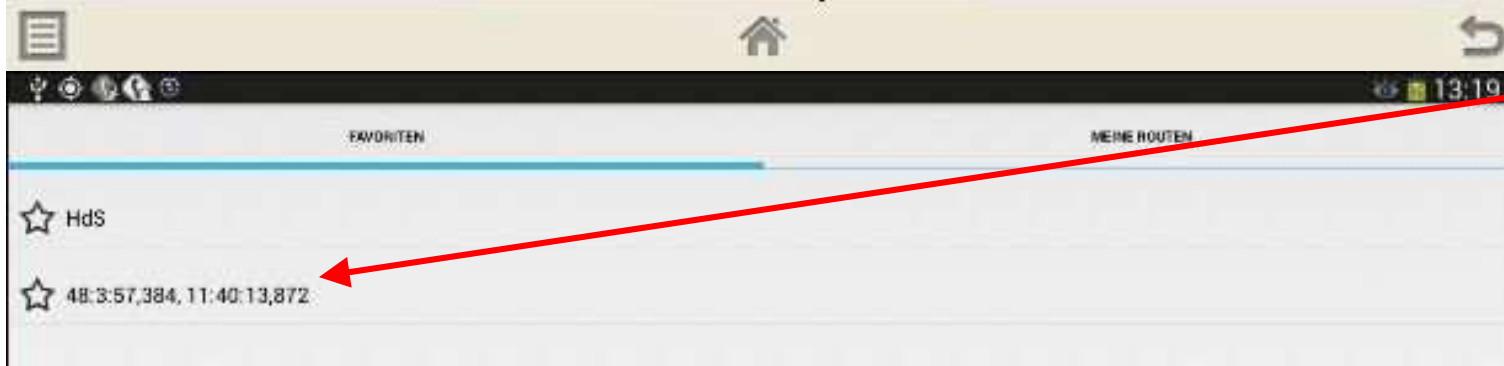 13:19
FAVORITEN
MEINE ROUTEN
HdS
48:3:57,384, 11:40:13,872